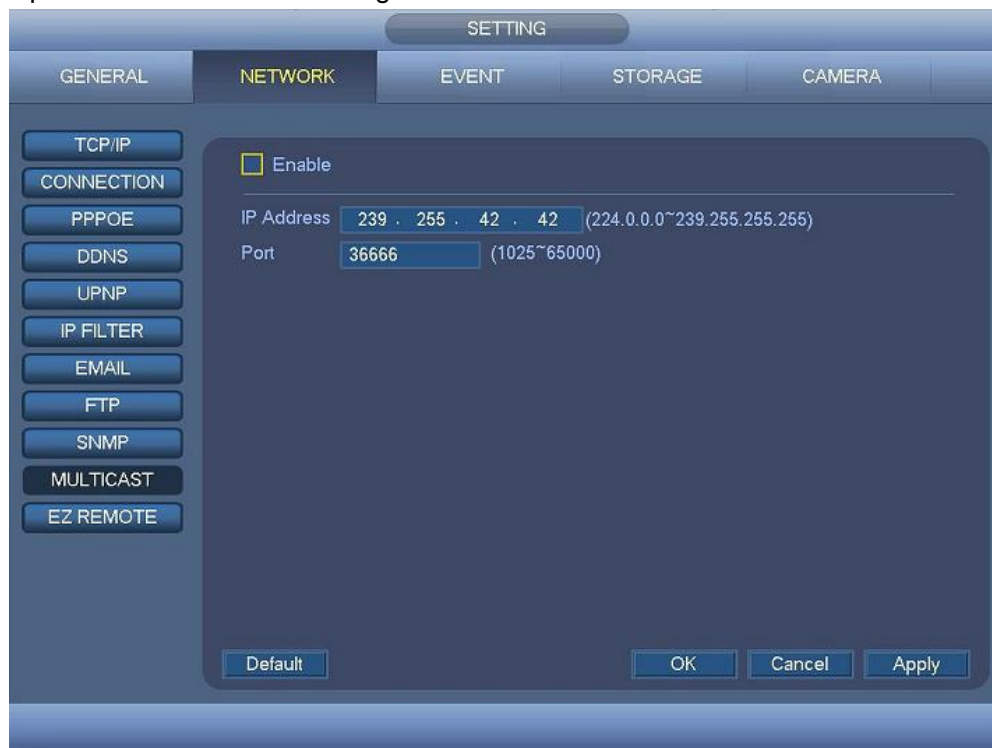 SETTING
GENERAL NETWORK EVENT STORAGE CAMERA
TCP/IP
CONNECTION
PPPOE
DDNS
UPNP
IP FILTER
EMAIL
FTP
SNMP
MULTICAST
EZ REMOTE
Enable
IP Address 239 . 255 . 42 . 42 (224.0.0.0~239.255.255.255)
Port 36666 (1025~65000)
Default OK Cancel Apply